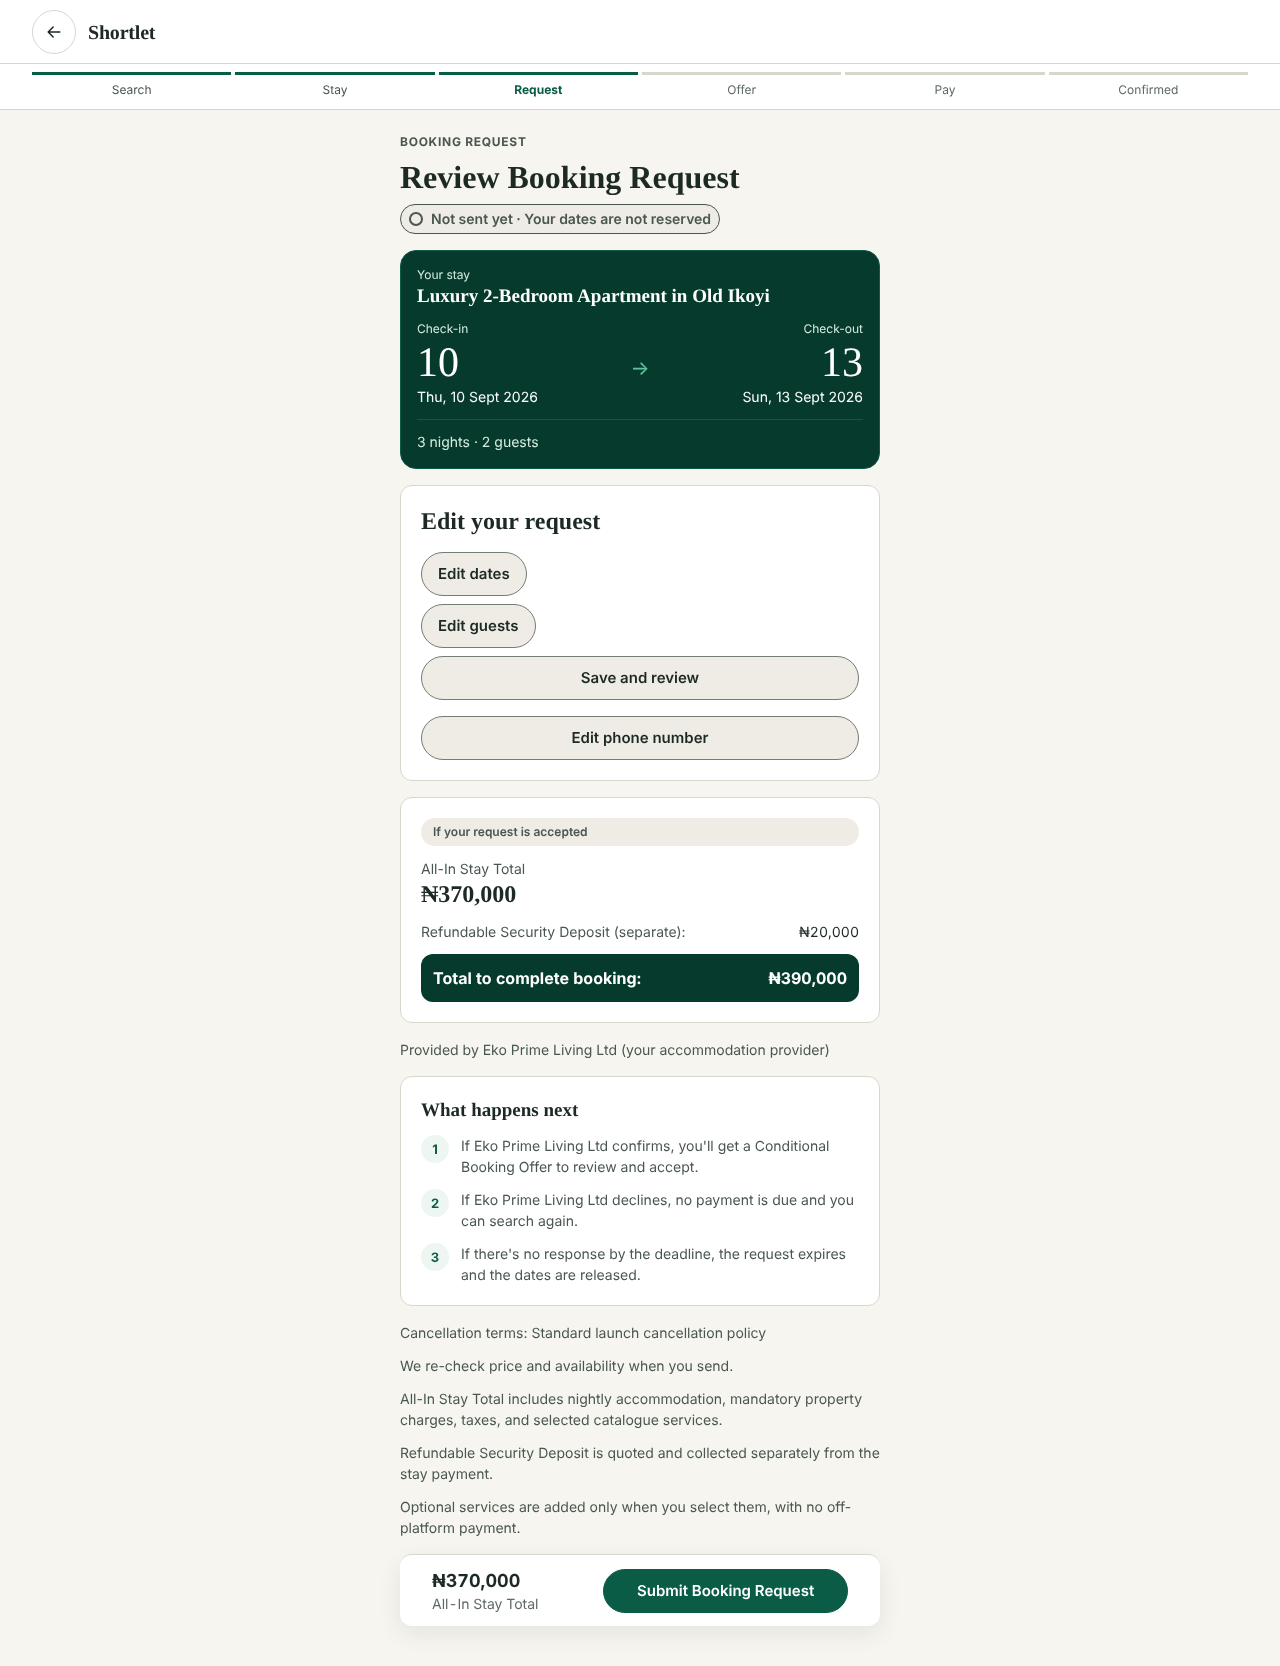 Shortlet
Search
Stay
Request
Offer
Pay
Confirmed
BOOKING REQUEST
Review Booking Request
Not sent yet · Your dates are not reserved
Your stay
Luxury 2-Bedroom Apartment in Old Ikoyi
Check-in
Check-out
10
→
13
Thu, 10 Sept 2026
Sun, 13 Sept 2026
3 nights · 2 guests
Edit your request
Edit dates
Edit guests
Save and review
Edit phone number
If your request is accepted
All-In Stay Total
₦370,000
Refundable Security Deposit (separate): ₦20,000
Total to complete booking: ₦390,000
Provided by Eko Prime Living Ltd (your accommodation provider)
What happens next
1 If Eko Prime Living Ltd confirms, you'll get a Conditional
Booking Offer to review and accept.
2 If Eko Prime Living Ltd declines, no payment is due and you
can search again.
3 If there's no response by the deadline, the request expires
and the dates are released.
Cancellation terms: Standard launch cancellation policy
We re-check price and availability when you send.
All-In Stay Total includes nightly accommodation, mandatory property
charges, taxes, and selected catalogue services.
Refundable Security Deposit is quoted and collected separately from the
stay payment.
Optional services are added only when you select them, with no off-
platform payment.
₦370,000
All-In Stay Total
Submit Booking Request